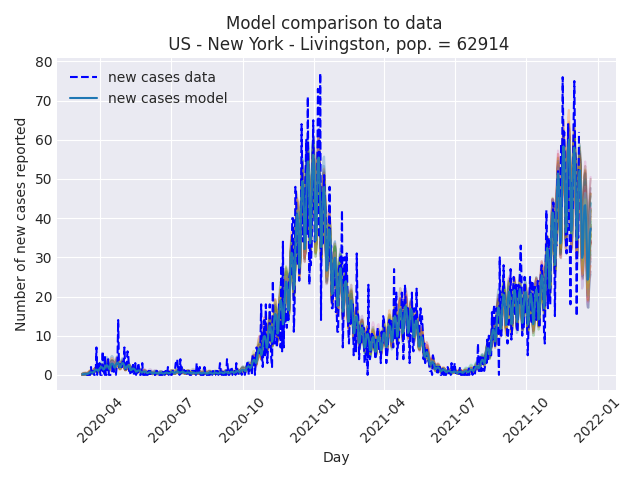 Model comparison to data
US - New York - Livingston, pop. = 62914
new cases data
new cases model
Number of new cases reported
80
70
60
50
40
30
20
10
0
2020-04
2020-07
2020-10
2021-01
2021-04
2021-07
2021-10
2022-01
Day